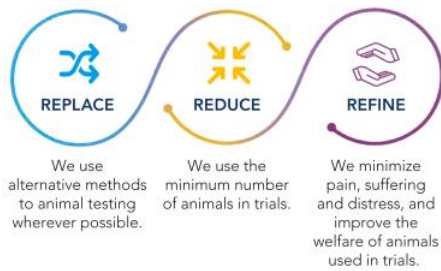 REPLACE
We use
alternative methods
to animal testing
wherever possible.
REDUCE
We use the
minimum number
of animals in trials.
REFINE
We minimize
pain, suffering
and distress, and
improve the
welfare of animals
used in trials.